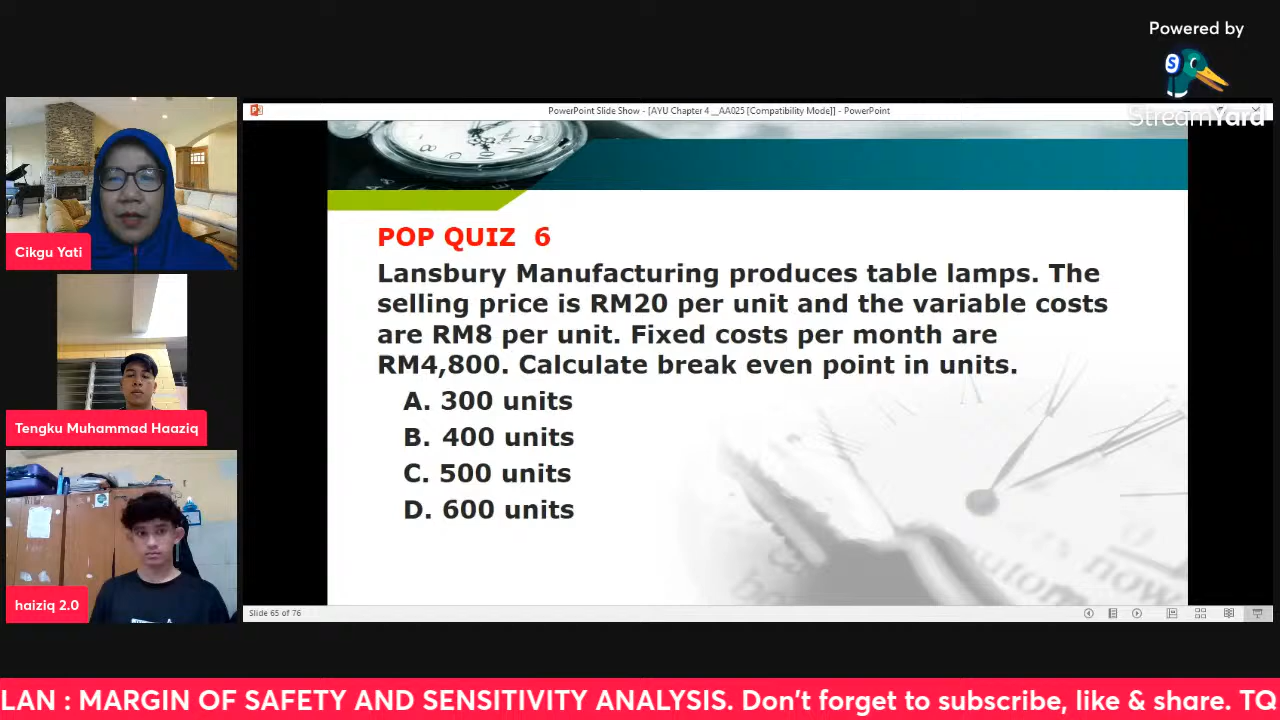 Powered by
StreamYard
PowerPoint Slide Show - [AYU Chapter 4 __AA025 [Compatibility Mode]] - PowerPoint
Cikgu Yati
Tengku Muhammad Haaziq
haiziq 2.0
POP QUIZ 6
Lansbury Manufacturing produces table lamps. The
selling price is RM20 per unit and the variable costs
are RM8 per unit. Fixed costs per month are
RM4,800. Calculate break even point in units.
A. 300 units
B. 400 units
C. 500 units
D. 600 units
Slide 65 of 76
LAN : MARGIN OF SAFETY AND SENSITIVITY ANALYSIS. Don't forget to subscribe, like & share. TQ